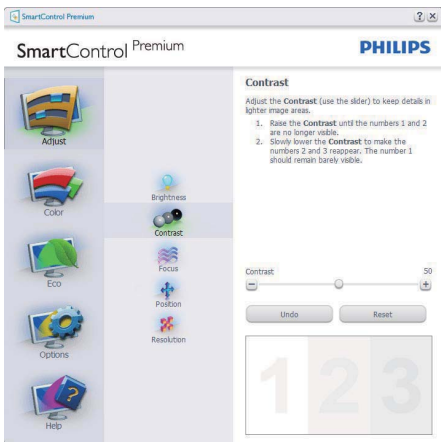 SmartControl Premium
? ×
SmartControl Premium
PHILIPS
Adjust
Color
Eco
Options
Help
Brightness
Contrast
Focus
Position
Resolution
Contrast
Adjust the Contrast (use the slider) to keep details in
lighter image areas.
1. Raise the Contrast until the numbers 1 and 2
are no longer visible.
2. Slowly lower the Contrast to make the
numbers 2 and 3 reappear. The number 1
should remain barely visible.
Contrast 50
Undo Reset
1 2 3